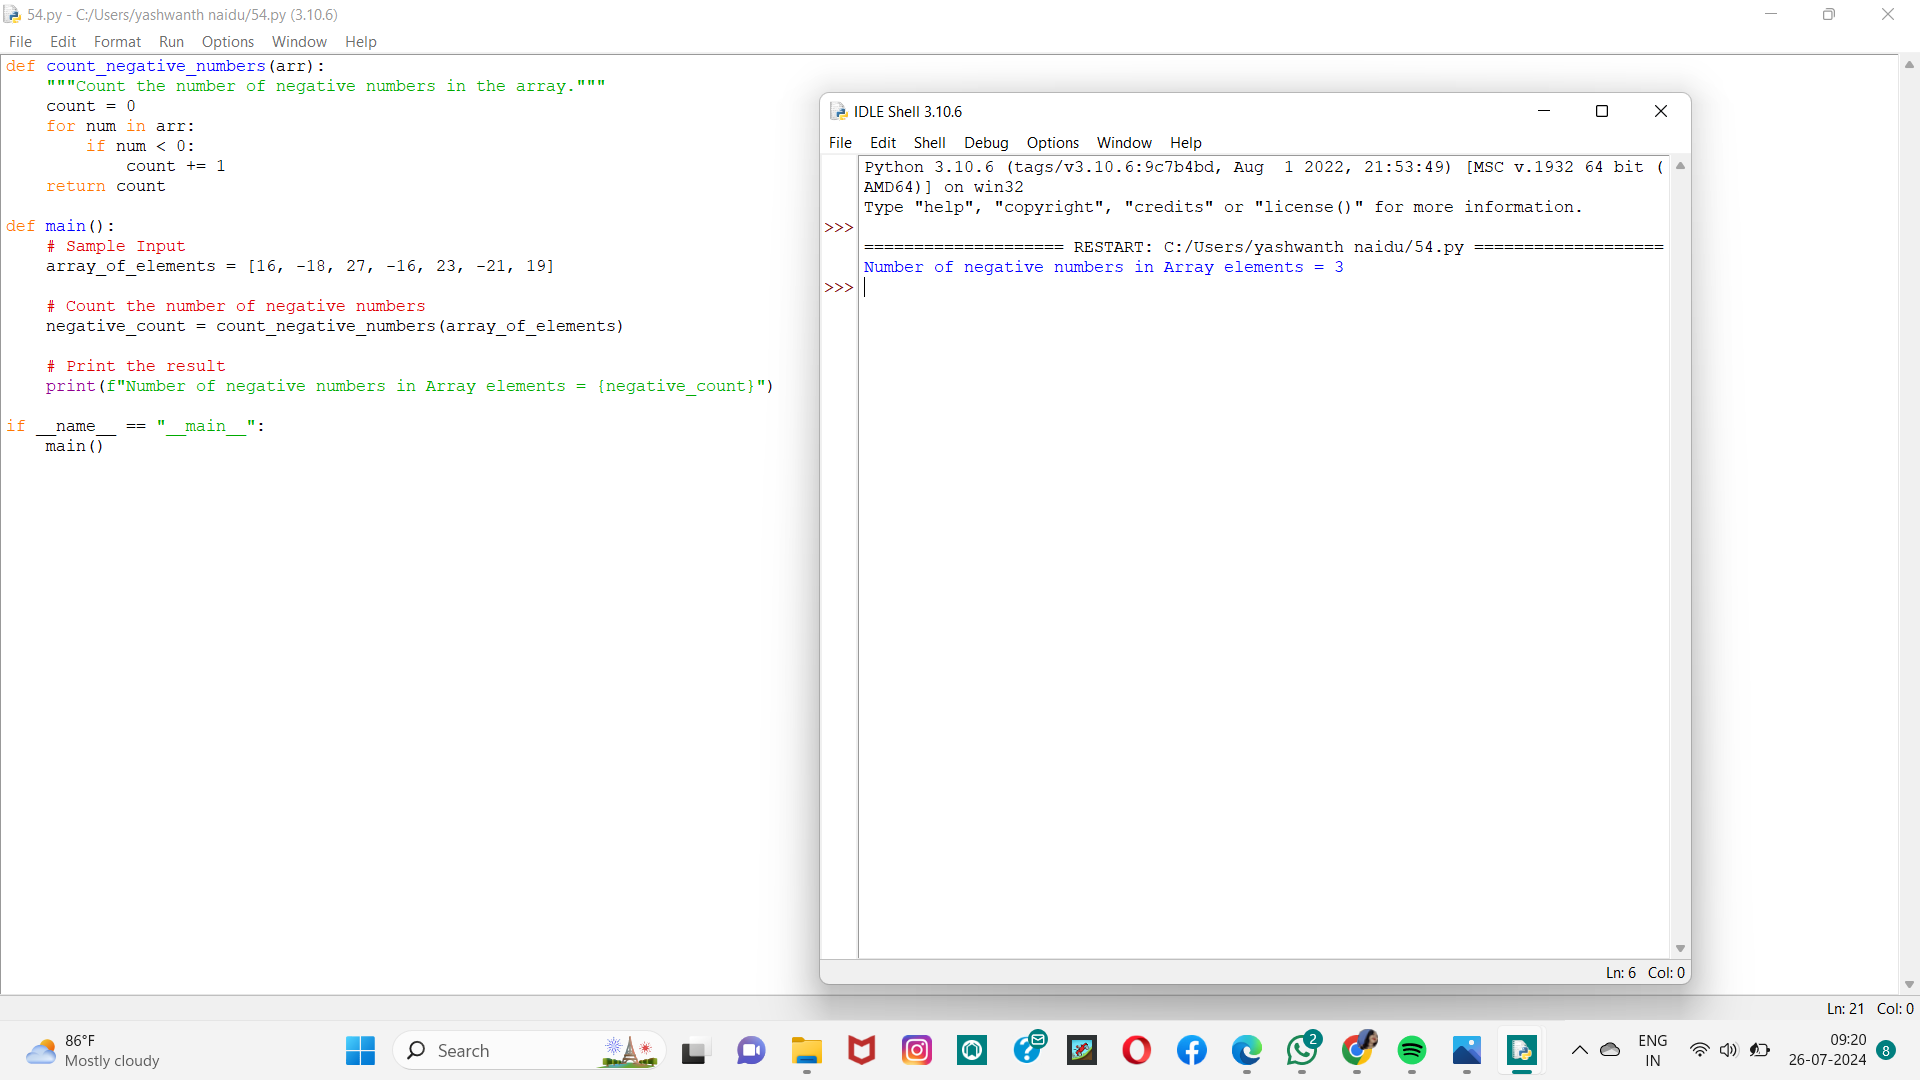 54.py - C:/Users/yashwanth naidu/54.py (3.10.6)
File Edit Format Run Options Window Help
def count_negative_numbers(arr):
    """Count the number of negative numbers in the array."""
    count = 0
    for num in arr:
        if num < 0:
            count += 1
    return count

def main():
    # Sample Input
    array_of_elements = [16, -18, 27, -16, 23, -21, 19]

    # Count the number of negative numbers
    negative_count = count_negative_numbers(array_of_elements)

    # Print the result
    print(f"Number of negative numbers in Array elements = {negative_count}")

if __name__ == "__main__":
    main()
IDLE Shell 3.10.6
File Edit Shell Debug Options Window Help
Python 3.10.6 (tags/v3.10.6:9c7b4bd, Aug  1 2022, 21:53:49) [MSC v.1932 64 bit (
AMD64)] on win32
Type "help", "copyright", "credits" or "license()" for more information.
>>>
==================== RESTART: C:/Users/yashwanth naidu/54.py ===================
Number of negative numbers in Array elements = 3
>>>
Ln: 6 Col: 0
Ln: 21 Col: 0
86°F
Mostly cloudy
Search
2
ENG
IN
09:20
26-07-2024
8